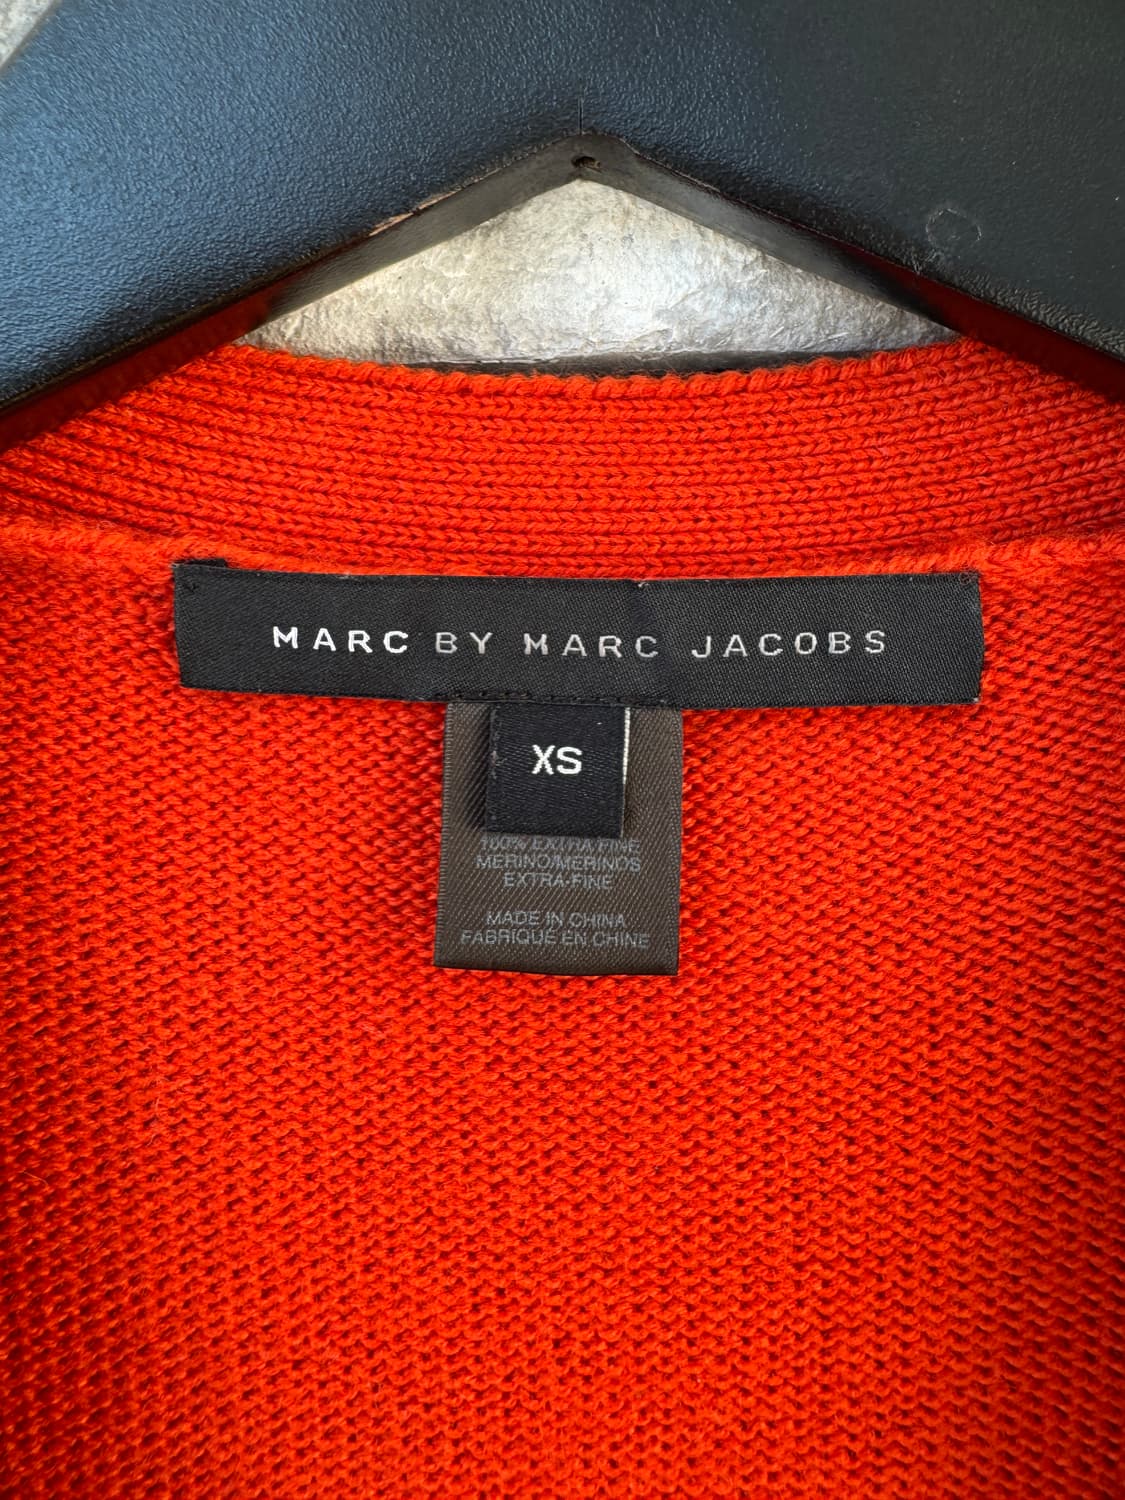 MARC BY MARC JACOBS
XS
100% EXTRA FINE
MERINO/MERINOS
EXTRA-FINE
MADE IN CHINA
FABRIQUÉ EN CHINE